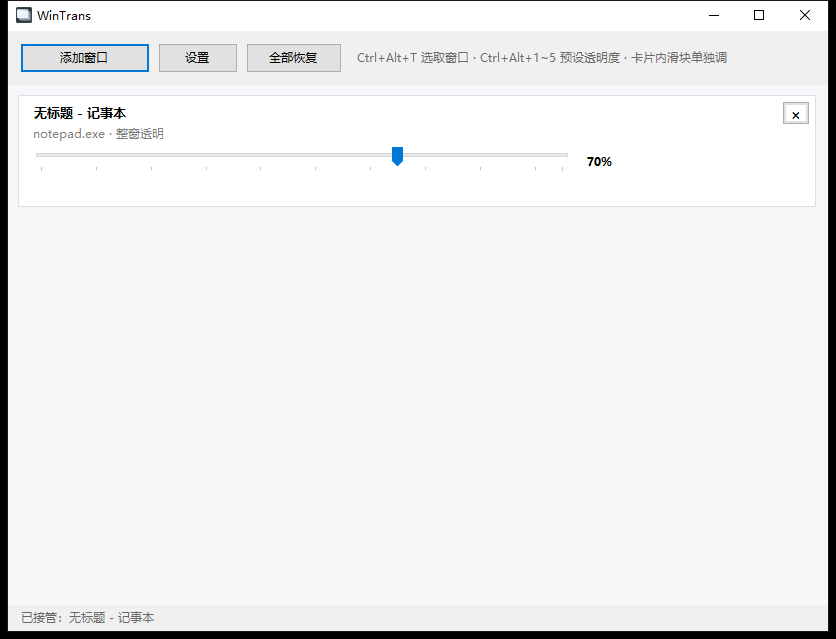 WinTrans
添加窗口 设置 全部恢复 Ctrl+Alt+T 选取窗口 · Ctrl+Alt+1~5 预设透明度 · 卡片内滑块单独调
无标题 - 记事本
notepad.exe · 整窗透明
70%
已接管: 无标题 - 记事本